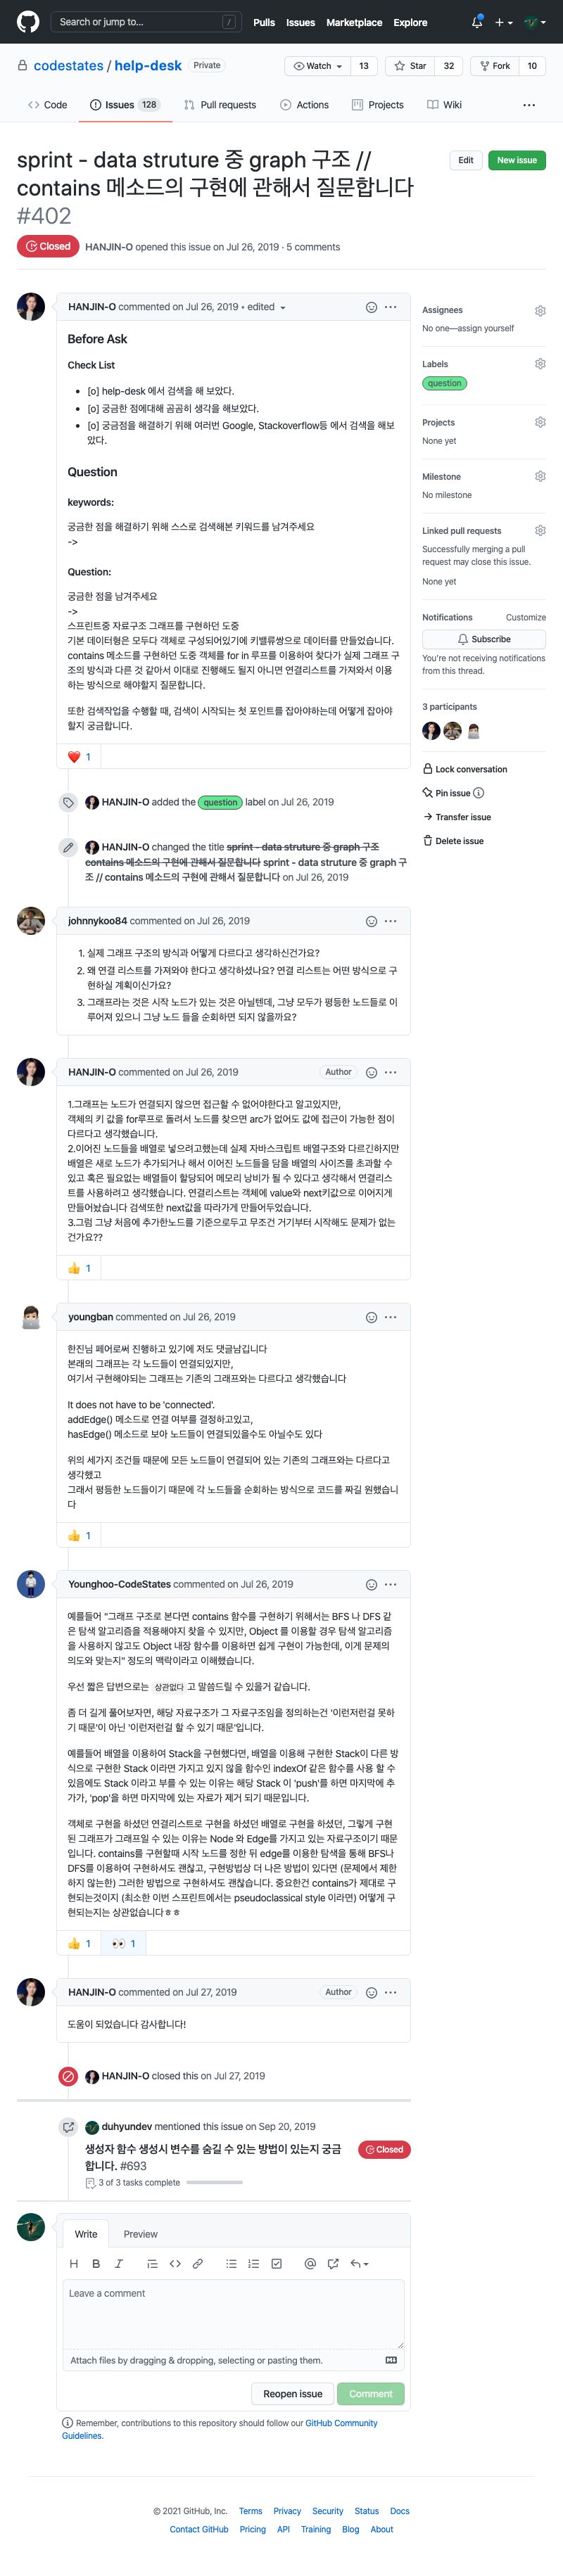 Search or jump to...
/
Pulls Issues Marketplace Explore
codestates / help-desk Private
Watch 13
Star 32
Fork 10
Code
Issues 128
Pull requests
Actions
Projects
Wiki
sprint - data struture 중 graph 구조 //
contains 메소드의 구현에 관해서 질문합니다
#402
Edit
New issue
Closed
HANJIN-O opened this issue on Jul 26, 2019 · 5 comments
HANJIN-O commented on Jul 26, 2019 • edited
Before Ask
Check List
• [o] help-desk 에서 검색을 해 보았다.
• [o] 궁금한 점에대해 곰곰히 생각을 해보았다.
• [o] 궁금점을 해결하기 위해 여러번 Google, Stackoverflow등 에서 검색을 해보
았다.
Question
keywords:
궁금한 점을 해결하기 위해 스스로 검색해본 키워드를 남겨주세요
->
Question:
궁금한 점을 남겨주세요
->
스프린트중 자료구조 그래프를 구현하던 도중
기본 데이터형은 모두다 객체로 구성되어있기에 키밸류쌍으로 데이터를 만들었습니다.
contains 메소드를 구현하던 도중 객체를 for in 루프를 이용하여 찾다가 실제 그래프 구
조의 방식과 다른 것 같아서 이대로 진행해도 될지 아니면 연결리스트를 가져와서 이용
하는 방식으로 해야할지 질문합니다.
또한 검색작업을 수행할 때, 검색이 시작되는 첫 포인트를 잡아야하는데 어떻게 잡아야
할지 궁금합니다.
❤️ 1
Assignees
No one—assign yourself
Labels
question
Projects
None yet
Milestone
No milestone
Linked pull requests
Successfully merging a pull
request may close this issue.
None yet
Notifications Customize
Subscribe
You're not receiving notifications
from this thread.
3 participants
Lock conversation
Pin issue
Transfer issue
Delete issue
HANJIN-O added the question label on Jul 26, 2019
HANJIN-O changed the title sprint - data struture 중 graph 구조
contains 메소드의 구현에 관해서 질문합니다 sprint - data struture 중 graph 구
조 // contains 메소드의 구현에 관해서 질문합니다 on Jul 26, 2019
johnnykoo84 commented on Jul 26, 2019
1. 실제 그래프 구조의 방식과 어떻게 다르다고 생각하신건가요?
2. 왜 연결 리스트를 가져와야 한다고 생각하셨나요? 연결 리스트는 어떤 방식으로 구
현하실 계획이신가요?
3. 그래프라는 것은 시작 노드가 있는 것은 아닐텐데, 그냥 모두가 평등한 노드들로 이
루어져 있으니 그냥 노드 들을 순회하면 되지 않을까요?
HANJIN-O commented on Jul 26, 2019 Author
1.그래프는 노드가 연결되지 않으면 접근할 수 없어야한다고 알고있지만,
객체의 키 값을 for루프로 돌려서 노드를 찾으면 arc가 없어도 값에 접근이 가능한 점이
다르다고 생각했습니다.
2.이어진 노드들을 배열로 넣으려고했는데 실제 자바스크립트 배열구조와 다르긴하지만
배열은 새로 노드가 추가되거나 해서 이어진 노드들을 담을 배열의 사이즈를 초과할 수
있고 혹은 필요없는 배열들이 할당되어 메모리 낭비가 될 수 있다고 생각해서 연결리스
트를 사용하려고 생각했습니다. 연결리스트는 객체에 value와 next키값으로 이어지게
만들어놨습니다 검색또한 next값을 따라가게 만들어두었습니다.
3.그럼 그냥 처음에 추가한노드를 기준으로두고 무조건 거기부터 시작해도 문제가 없는
건가요??
👍 1
youngban commented on Jul 26, 2019
한진님 페어로써 진행하고 있기에 저도 댓글남깁니다
본래의 그래프는 각 노드들이 연결되있지만,
여기서 구현해야되는 그래프는 기존의 그래프와는 다르다고 생각했습니다
It does not have to be 'connected'.
addEdge() 메소드로 연결 여부를 결정하고있고,
hasEdge() 메소드로 보아 노드들이 연결되있을수도 아닐수도 있다
위의 세가지 조건들 때문에 모든 노드들이 연결되어 있는 기존의 그래프와는 다르다고
생각했고
그래서 평등한 노드들이기 때문에 각 노드들을 순회하는 방식으로 코드를 짜길 원했습니
다
👍 1
Younghoo-CodeStates commented on Jul 26, 2019
예를들어 "그래프 구조로 본다면 contains 함수를 구현하기 위해서는 BFS 나 DFS 같
은 탐색 알고리즘을 적용해야지 찾을 수 있지만, Object 를 이용할 경우 탐색 알고리즘
을 사용하지 않고도 Object 내장 함수를 이용하면 쉽게 구현이 가능한데, 이게 문제의
의도와 맞는지" 정도의 맥락이라고 이해했습니다.
우선 짧은 답변으로는 상관없다 고 말씀드릴 수 있을거 같습니다.
좀 더 길게 풀어보자면, 해당 자료구조가 그 자료구조임을 정의하는건 '이런저런걸 못하
기 때문'이 아닌 '이런저런걸 할 수 있기 때문'입니다.
예를들어 배열을 이용하여 Stack을 구현했다면, 배열을 이용해 구현한 Stack이 다른 방
식으로 구현한 Stack 이라면 가지고 있지 않을 함수인 indexOf 같은 함수를 사용 할 수
있음에도 Stack 이라고 부를 수 있는 이유는 해당 Stack 이 'push'를 하면 마지막에 추
가가, 'pop'을 하면 마지막에 있는 자료가 제거 되기 때문입니다.
객체로 구현을 하셨던 연결리스트로 구현을 하셨던 배열로 구현을 하셨던, 그렇게 구현
된 그래프가 그래프일 수 있는 이유는 Node 와 Edge를 가지고 있는 자료구조이기 때문
입니다. contains를 구현할때 시작 노드를 정한 뒤 edge를 이용한 탐색을 통해 BFS나
DFS를 이용하여 구현하셔도 괜찮고, 구현방법상 더 나은 방법이 있다면 (문제에서 제한
하지 않는한) 그러한 방법으로 구현하셔도 괜찮습니다. 중요한건 contains가 제대로 구
현되는것이지 (최소한 이번 스프린트에서는 pseudoclassical style 이라면) 어떻게 구
현되는지는 상관없습니다ㅎㅎ
👍 1 👀 1
HANJIN-O commented on Jul 27, 2019 Author
도움이 되었습니다 감사합니다!
HANJIN-O closed this on Jul 27, 2019
duhyundev mentioned this issue on Sep 20, 2019
생성자 함수 생성시 변수를 숨길 수 있는 방법이 있는지 궁금
합니다. #693
Closed
3 of 3 tasks complete
Write Preview
Leave a comment
Attach files by dragging & dropping, selecting or pasting them.
Reopen issue Comment
Remember, contributions to this repository should follow our GitHub Community
Guidelines.
© 2021 GitHub, Inc. Terms Privacy Security Status Docs
Contact GitHub Pricing API Training Blog About